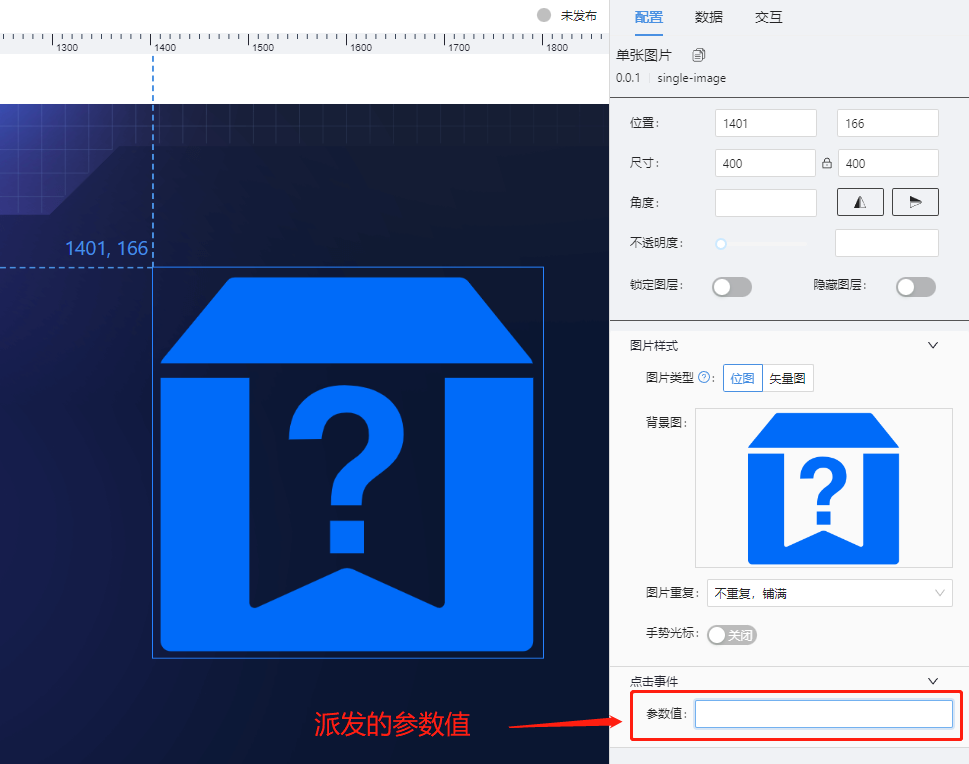 未发布
配置 数据 交互
1300 1400 1500 1600 1700 1800
单张图片
0.0.1 single-image
位置: 1401 166
尺寸: 400 400
角度:
不透明度:
1401, 166
锁定图层: 隐藏图层:
图片样式
图片类型 ? : 位图 矢量图
背景图:
?
?
图片重复: 不重复, 铺满
手势光标: 关闭
点击事件
参数值:
派发的参数值